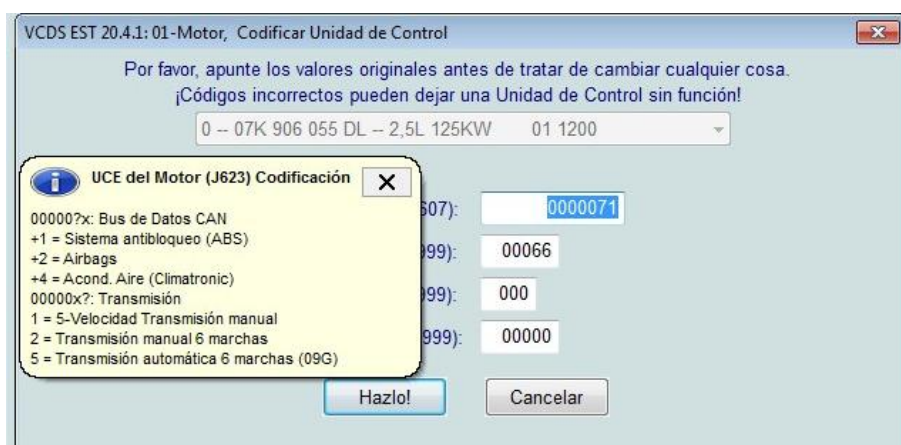 VCDS EST 20.4.1: 01-Motor, Codificar Unidad de Control
Por favor, apunte los valores originales antes de tratar de cambiar cualquier cosa.
¡Códigos incorrectos pueden dejar una Unidad de Control sin función!
0 -- 07K 906 055 DL -- 2,5L 125KW 01 1200
UCE del Motor (J623) Codificación
00000?x: Bus de Datos CAN
+1 = Sistema antibloqueo (ABS)
+2 = Airbags
+4 = Acond. Aire (Climatronic)
00000x?: Transmisión
1 = 5-Velocidad Transmisión manual
2 = Transmisión manual 6 marchas
5 = Transmisión automática 6 marchas (09G)
607): 0000071
999): 00066
999): 000
999): 00000
Hazlo! Cancelar